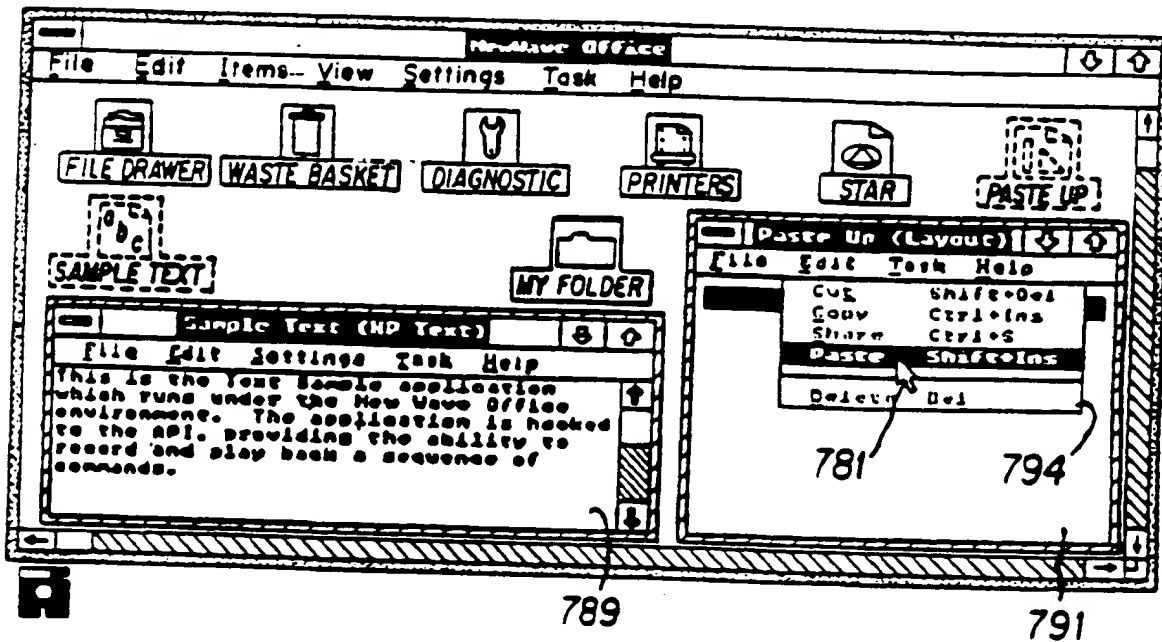 NewWave Office
File Edit Items... View Settings Task Help
FILE DRAWER WASTE BASKET DIAGNOSTIC PRINTERS STAR PASTE UP
abc
SAMPLE TEXT MY FOLDER
Paste Up (Layout)
File Edit Task Help
Cut Shift+Del
Copy Ctrl+Ins
Share Ctrl+S
Paste Shift+Ins
Delete Del
Sample Text (HP Text)
File Edit Settings Task Help
This is the Text Sample application
which runs under the New Wave Office
environment. The application is hooked
to the API, providing the ability to
record and play back a sequence of
commands.
781 794
789 791